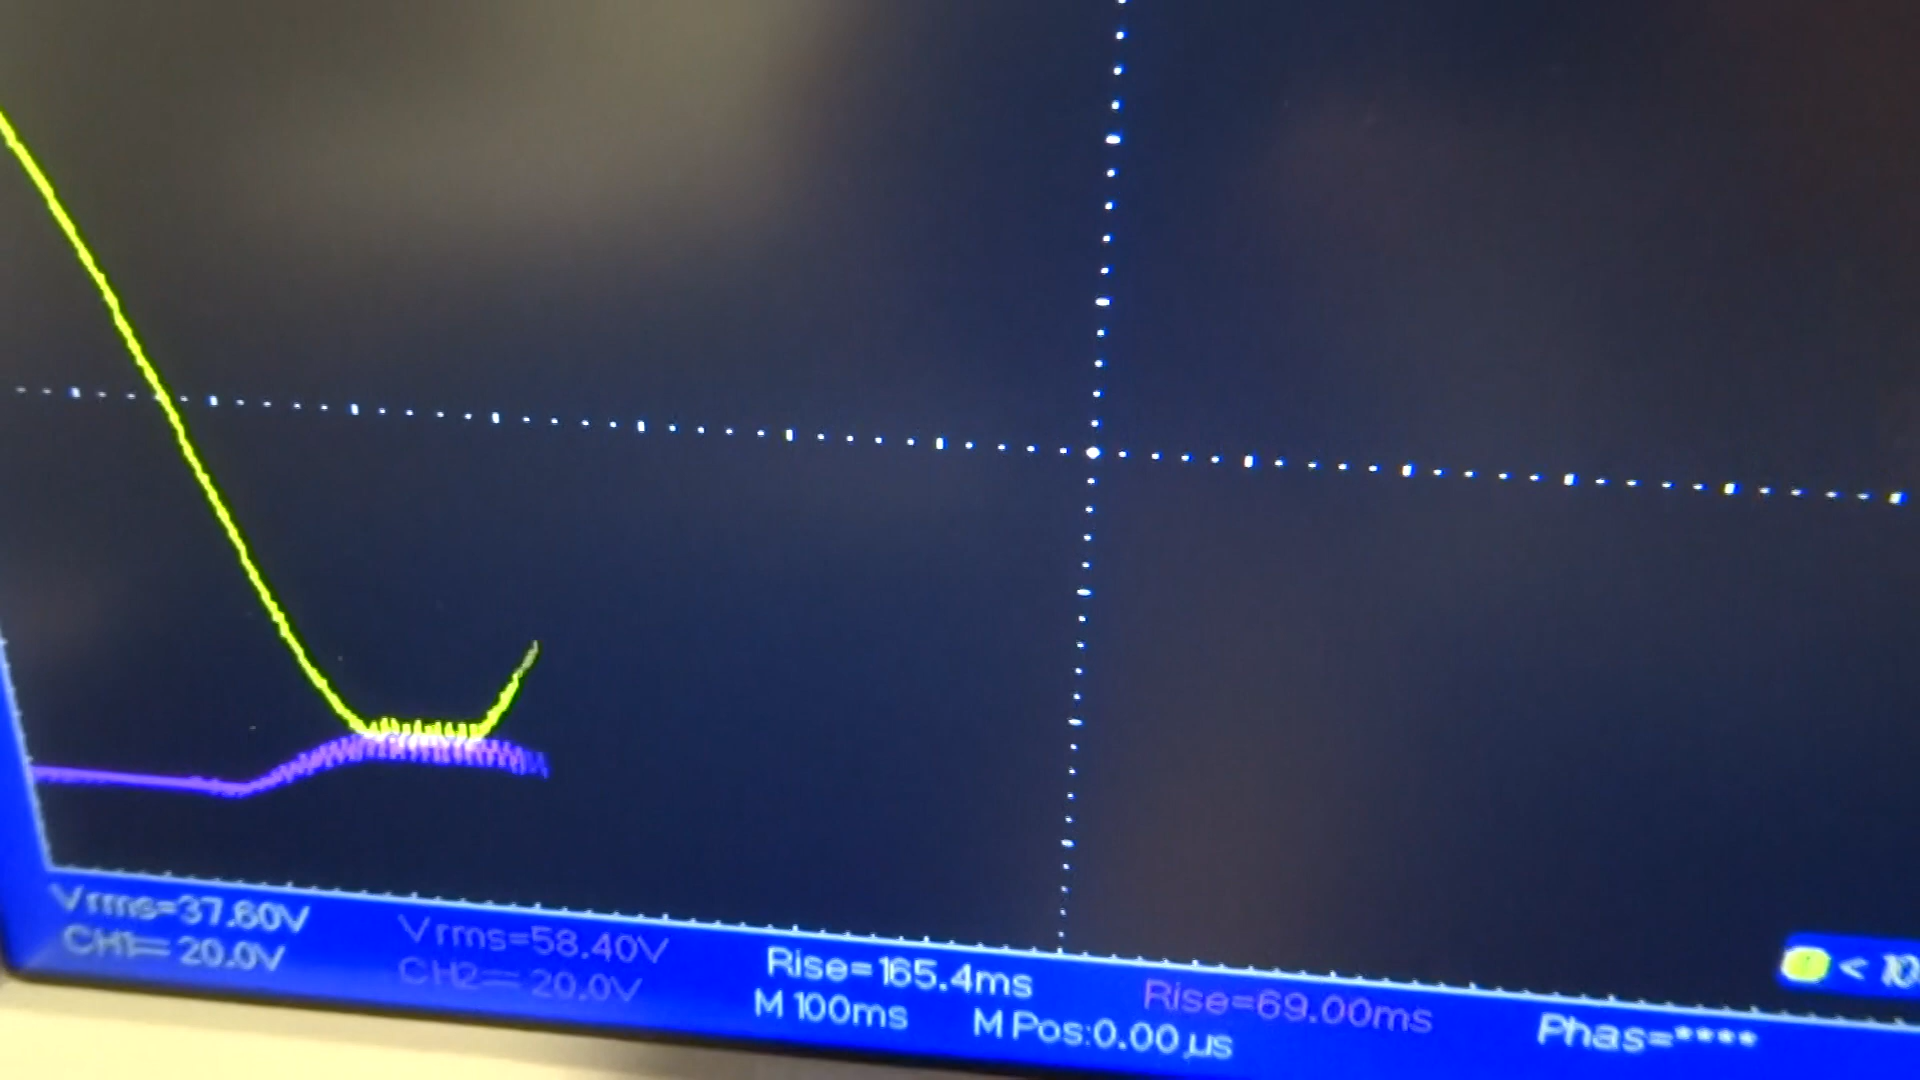 Vrms=37.60V Vrms=58.40V Rise=165.4ms Rise=69.00ms Phas=****
CH1= 20.0V CH2= 20.0V M 100ms M Pos:0.00µs
< 10